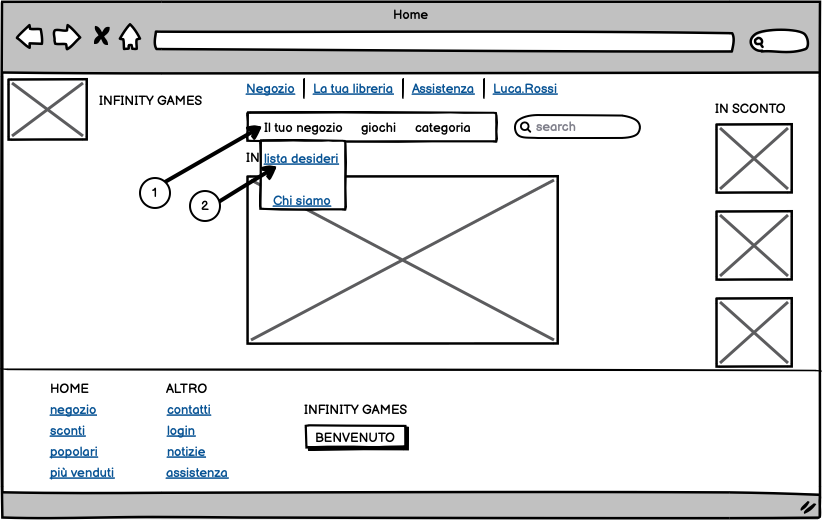 Home
Negozio La tua libreria Assistenza Luca.Rossi
INFINITY GAMES
IN SCONTO
Il tuo negozio giochi categoria
search
IN
lista desideri
1
2
Chi siamo
HOME
negozio
sconti
popolari
più venduti
ALTRO
contatti
login
notizie
assistenza
INFINITY GAMES
BENVENUTO